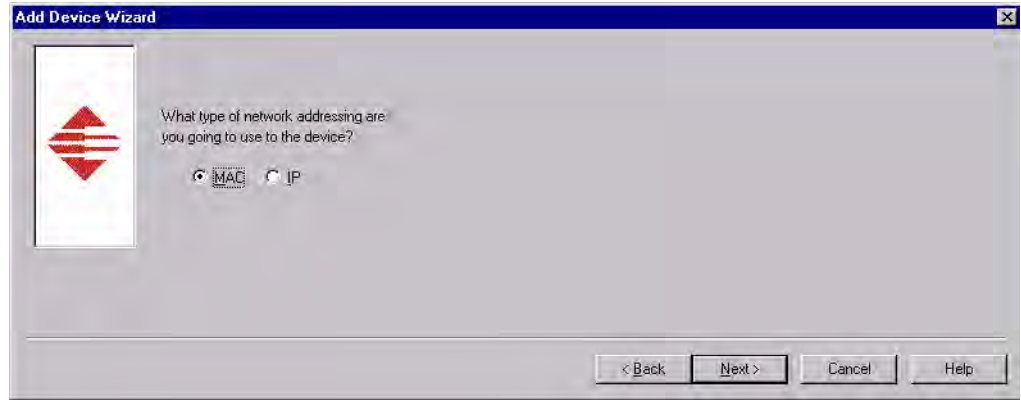 Add Device Wizard
What type of network addressing are
you going to use to the device?
MAC IP
< Back Next > Cancel Help